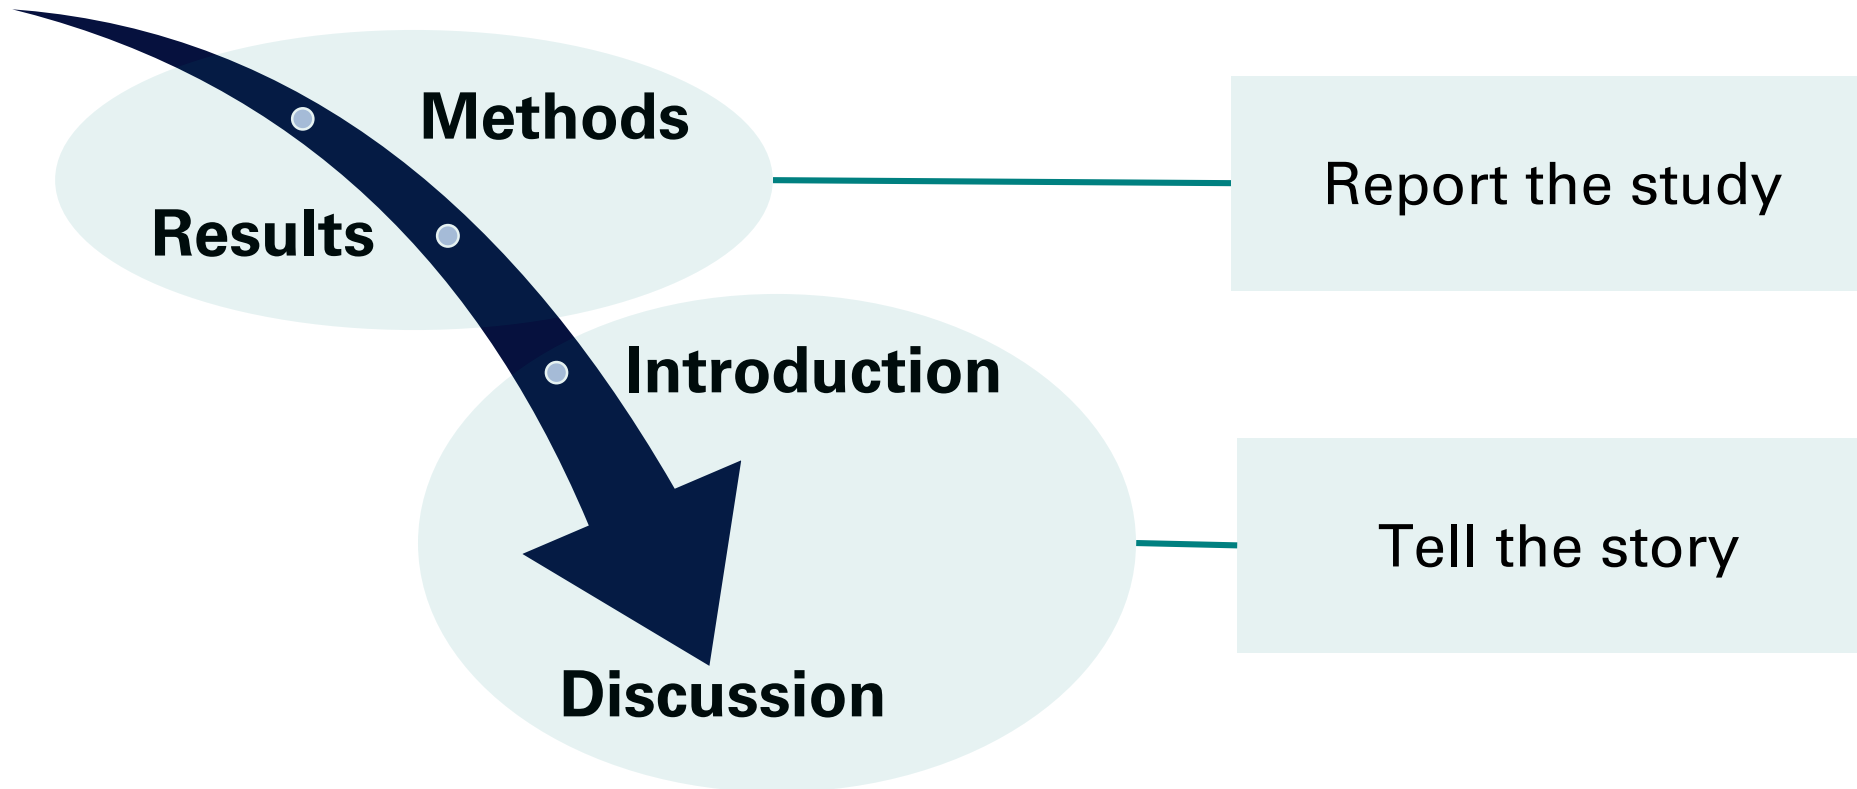 Methods
Report the study
Results
Introduction
Tell the story
Discussion